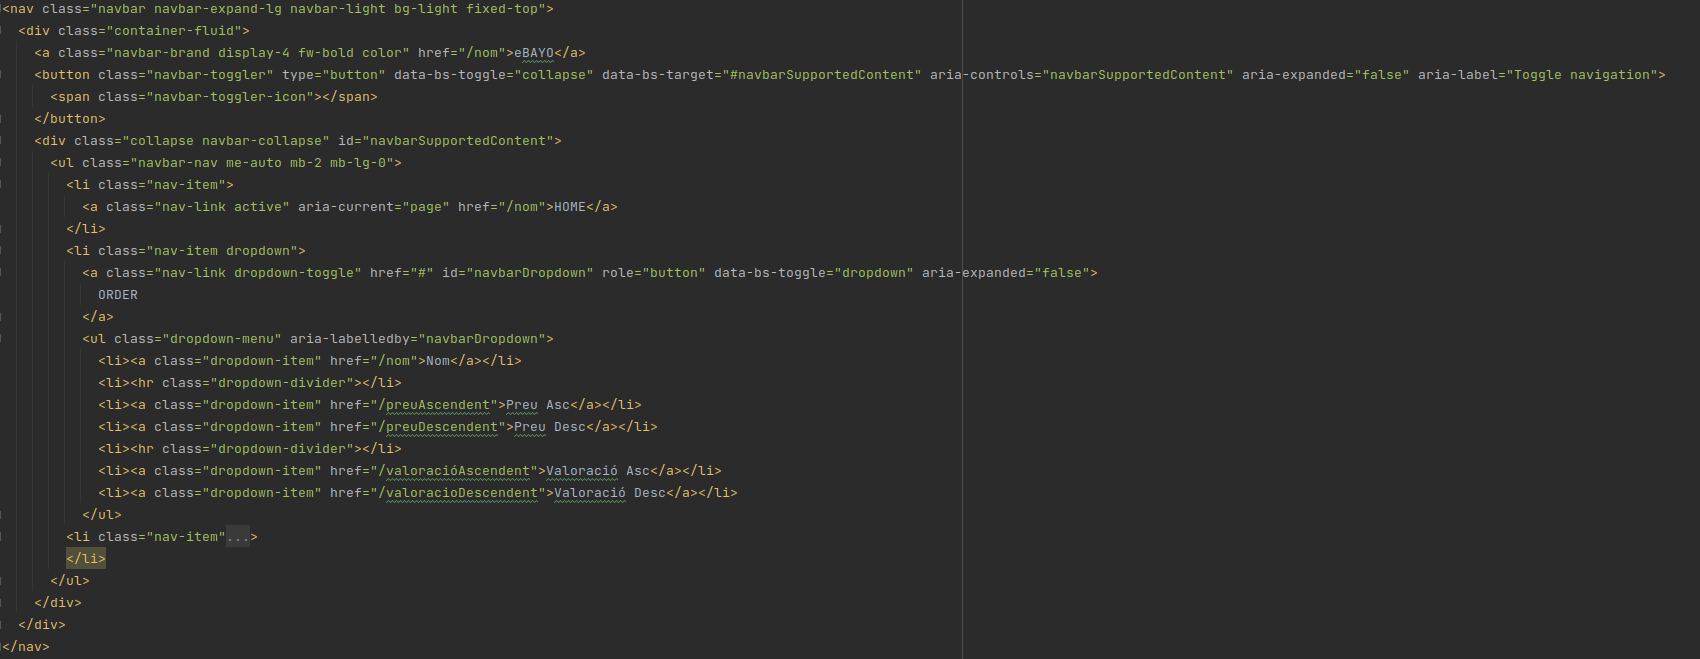 <nav class="navbar navbar-expand-lg navbar-light bg-light fixed-top">
  <div class="container-fluid">
    <a class="navbar-brand display-4 fw-bold color" href="/nom">eBAYO</a>
    <button class="navbar-toggler" type="button" data-bs-toggle="collapse" data-bs-target="#navbarSupportedContent" aria-controls="navbarSupportedContent" aria-expanded="false" aria-label="Toggle navigation">
      <span class="navbar-toggler-icon"></span>
    </button>
    <div class="collapse navbar-collapse" id="navbarSupportedContent">
      <ul class="navbar-nav me-auto mb-2 mb-lg-0">
        <li class="nav-item">
          <a class="nav-link active" aria-current="page" href="/nom">HOME</a>
        </li>
        <li class="nav-item dropdown">
          <a class="nav-link dropdown-toggle" href="#" id="navbarDropdown" role="button" data-bs-toggle="dropdown" aria-expanded="false">
            ORDER
          </a>
          <ul class="dropdown-menu" aria-labelledby="navbarDropdown">
            <li><a class="dropdown-item" href="/nom">Nom</a></li>
            <li><hr class="dropdown-divider"></li>
            <li><a class="dropdown-item" href="/preuAscendent">Preu Asc</a></li>
            <li><a class="dropdown-item" href="/preuDescendent">Preu Desc</a></li>
            <li><hr class="dropdown-divider"></li>
            <li><a class="dropdown-item" href="/valoracióAscendent">Valoració Asc</a></li>
            <li><a class="dropdown-item" href="/valoracioDescendent">Valoració Desc</a></li>
          </ul>
        <li class="nav-item"...>
        </li>
      </ul>
    </div>
  </div>
</nav>